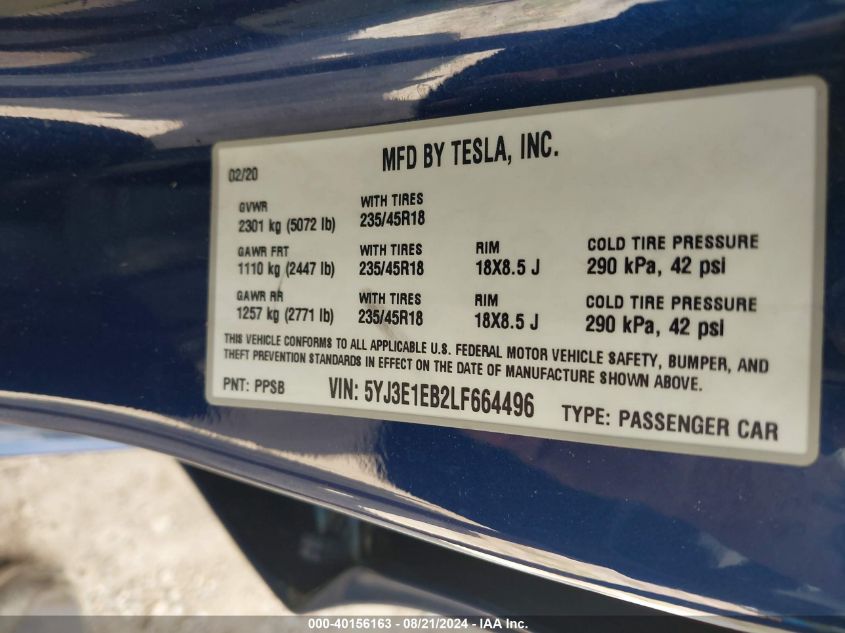 MFD BY TESLA, INC.
02/20
GVWR
2301 kg (5072 lb)
WITH TIRES
235/45R18
GAWR FRT
1110 kg (2447 lb)
WITH TIRES
235/45R18
RIM
18X8.5 J
COLD TIRE PRESSURE
290 kPa, 42 psi
GAWR RR
1257 kg (2771 lb)
WITH TIRES
235/45R18
RIM
18X8.5 J
COLD TIRE PRESSURE
290 kPa, 42 psi
THIS VEHICLE CONFORMS TO ALL APPLICABLE U.S. FEDERAL MOTOR VEHICLE SAFETY, BUMPER, AND
THEFT PREVENTION STANDARDS IN EFFECT ON THE DATE OF MANUFACTURE SHOWN ABOVE.
PNT: PPSB
VIN: 5YJ3E1EB2LF664496
TYPE: PASSENGER CAR
000-40156163 - 08/21/2024 - IAA Inc.